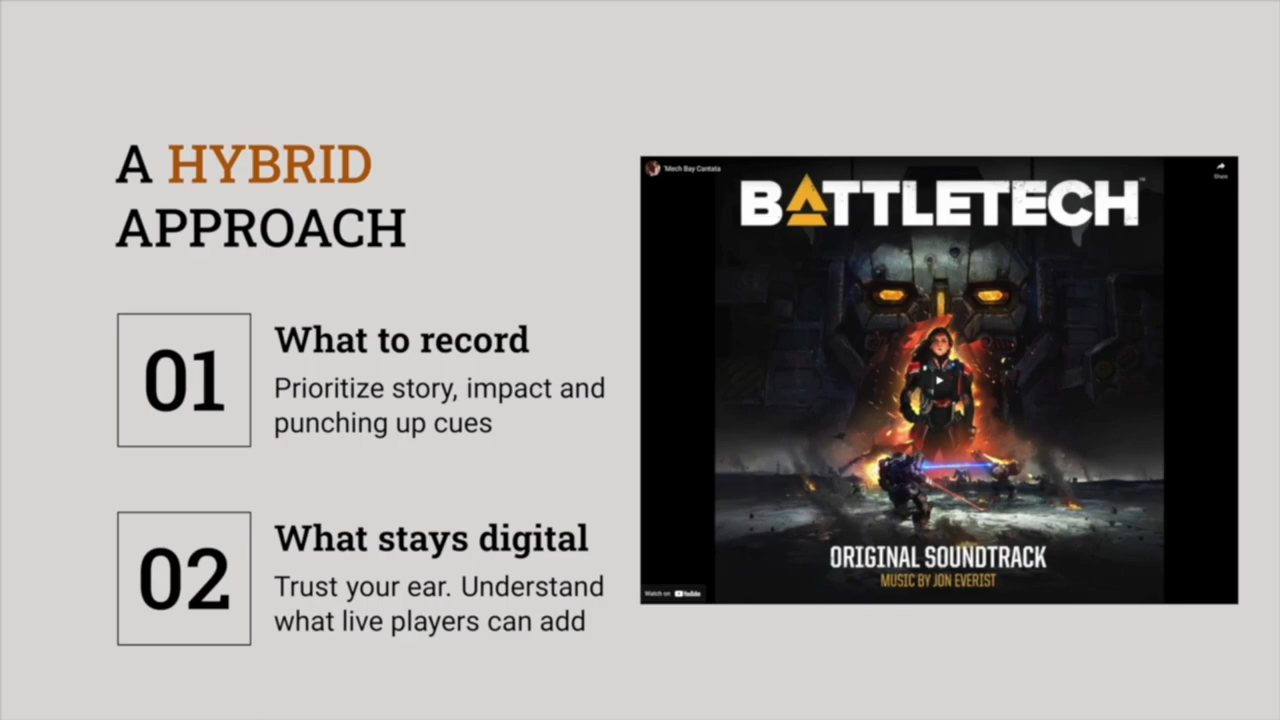 A HYBRID
APPROACH
01
What to record
Prioritize story, impact and
punching up cues
02
What stays digital
Trust your ear. Understand
what live players can add
'Mech Bay Cantata
Share
BATTLETECH™
ORIGINAL SOUNDTRACK
MUSIC BY JON EVERIST
Watch on YouTube